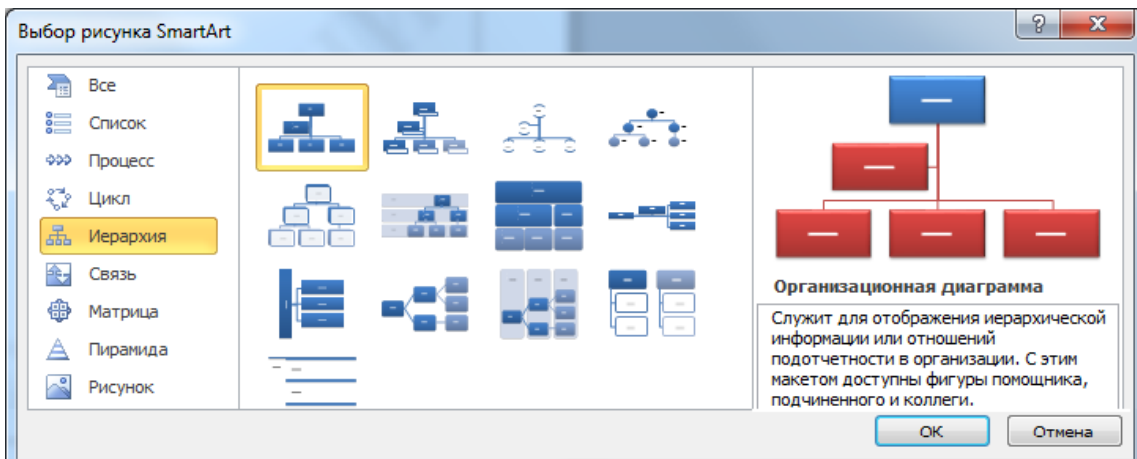 Выбор рисунка SmartArt
Все
Список
Процесс
Цикл
Иерархия
Связь
Матрица
Пирамида
Рисунок
Организационная диаграмма
Служит для отображения иерархической
информации или отношений
подотчетности в организации. С этим
макетом доступны фигуры помощника,
подчиненного и коллеги.
ОК
Отмена